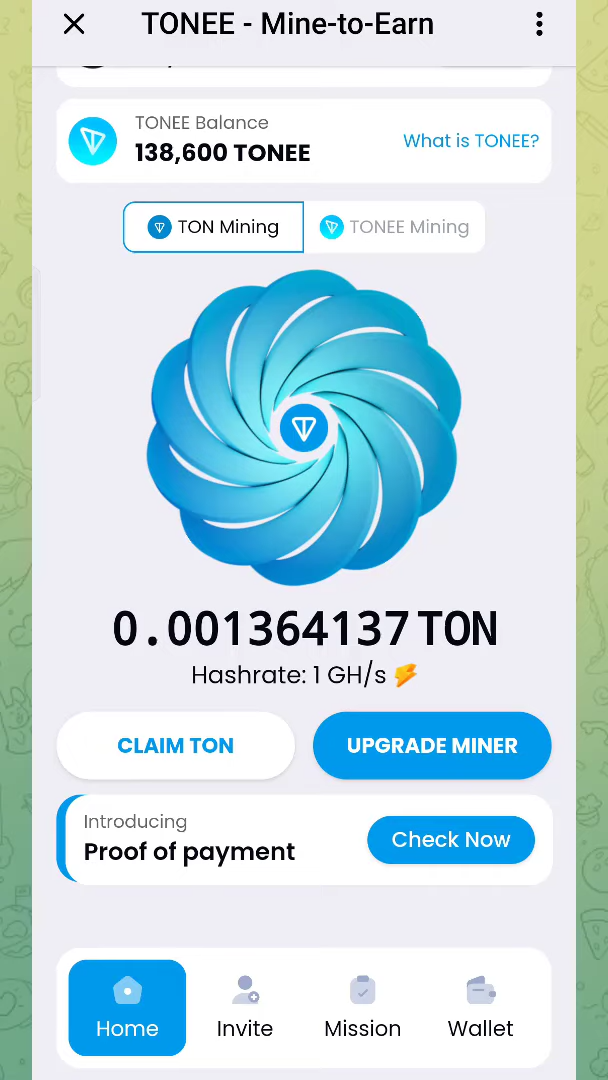 TONEE - Mine-to-Earn
TONEE Balance
138,600 TONEE
What is TONEE?
TON Mining
TONEE Mining
0.001364137 TON
Hashrate: 1 GH/s ⚡
CLAIM TON
UPGRADE MINER
Introducing
Proof of payment
Check Now
Home
Invite
Mission
Wallet